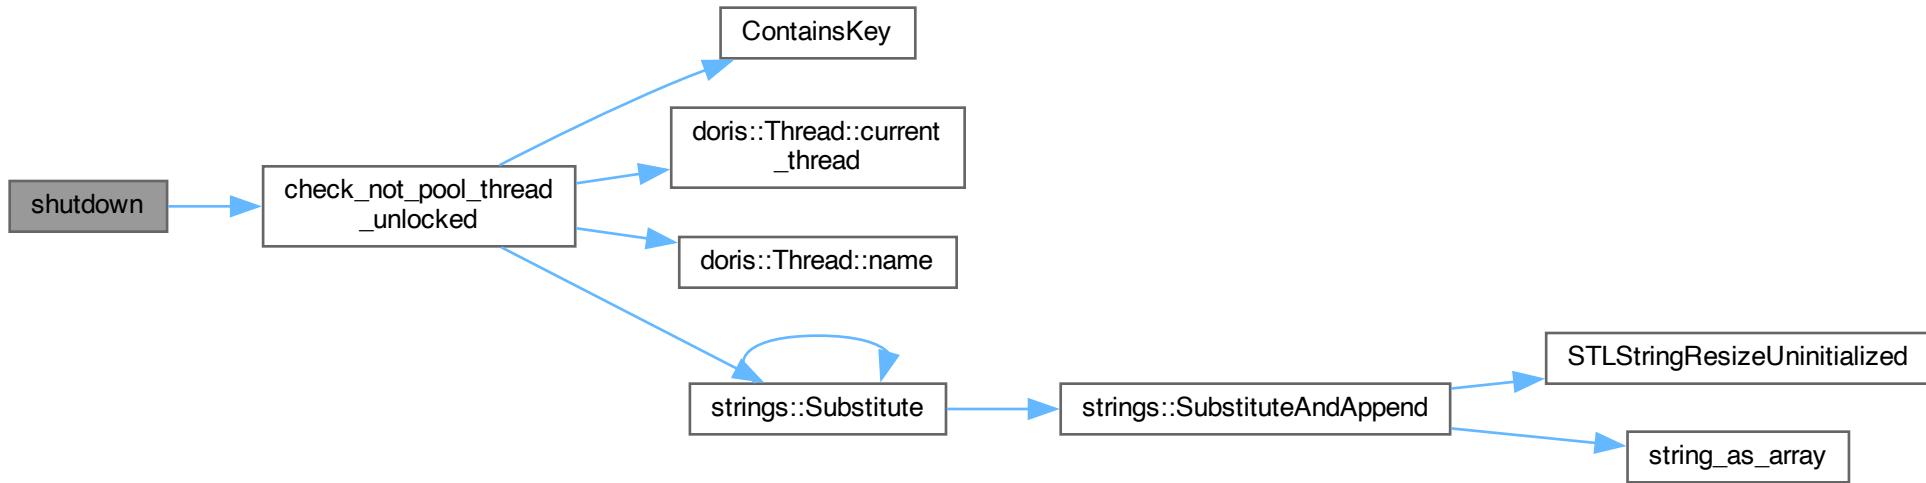 ContainsKey
doris::Thread::current
_thread
shutdown
check_not_pool_thread
_unlocked
doris::Thread::name
strings::Substitute
strings::SubstituteAndAppend
STLStringResizeUninitialized
string_as_array